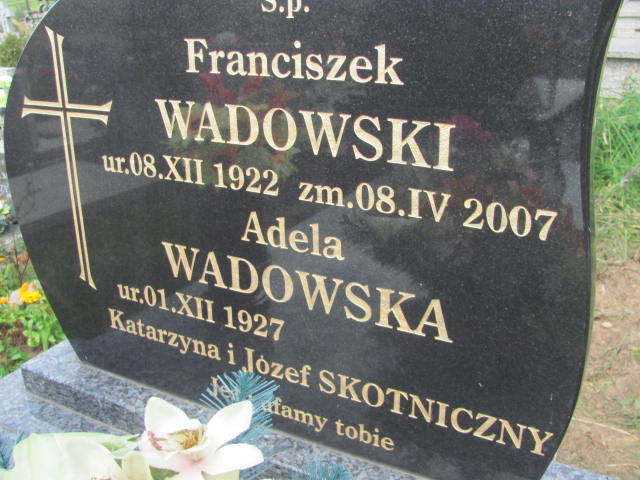 Ś.p.
Franciszek
WADOWSKI
ur.08.XII 1922 zm.08.IV 2007
Adela
WADOWSKA
ur.01.XII 1927
Katarzyna i Józef SKOTNICZNY
ufamy tobie